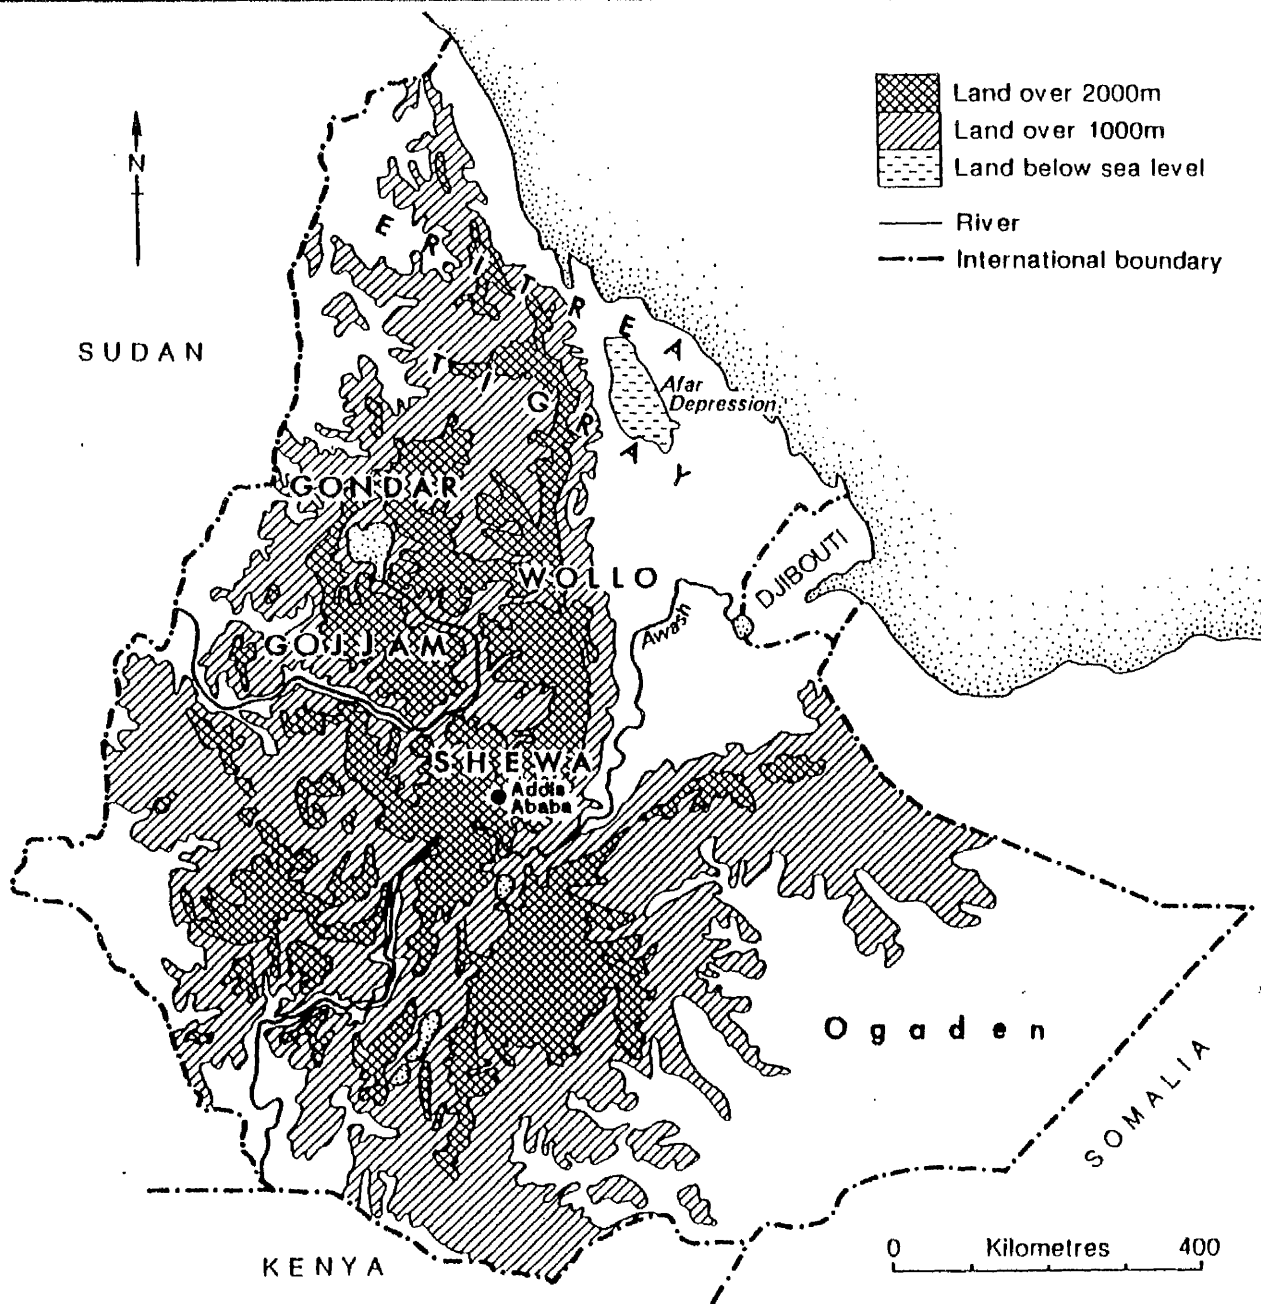 Land over 2000m
Land over 1000m
Land below sea level
River
International boundary
N
ERITREA
SUDAN
TIGRAY
Afar
Depression
GONDAR
WOLLO
DJIBOUTI
Awash
GOJJAM
SHEWA
Addis
Ababa
Ogaden
SOMALIA
KENYA
0 Kilometres 400